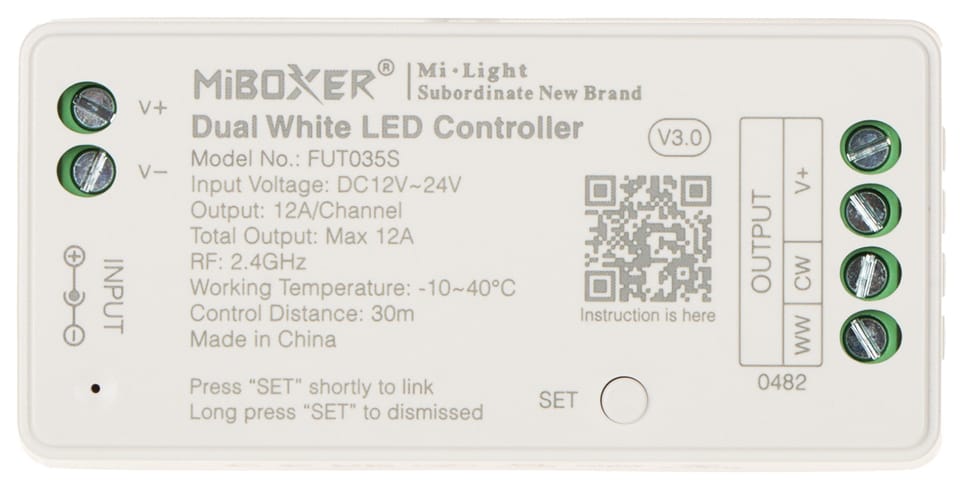 MiBOXER® | Mi·Light
Subordinate New Brand
Dual White LED Controller
V3.0
Model No.: FUT035S
Input Voltage: DC12V~24V
Output: 12A/Channel
Total Output: Max 12A
RF: 2.4GHz
Working Temperature: -10~40°C
Control Distance: 30m
Made in China
Press “SET” shortly to link
Long press “SET” to dismissed
V+
V−
INPUT
Instruction is here
SET
OUTPUT
V+
CW
WW
0482